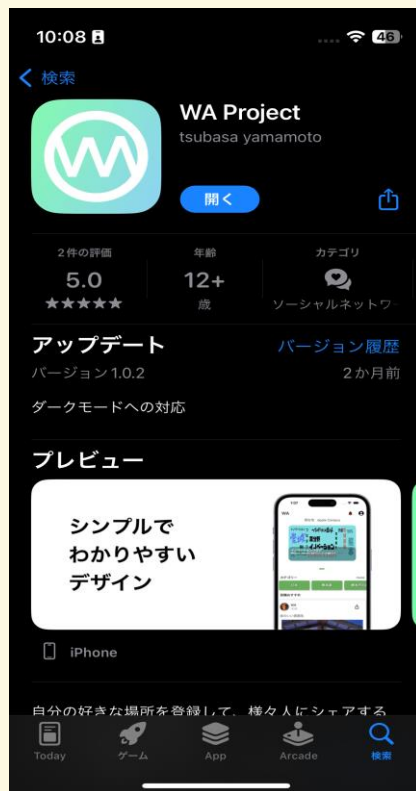 10:08
46
検索
WA
WA Project
tsubasa yamamoto
開く
2件の評価
年齢
カテゴリ
5.0
12+
歳
ソーシャルネットワー
アップデート
バージョン履歴
バージョン 1.0.2
2か月前
ダークモードへの対応
プレビュー
シンプルで
わかりやすい
デザイン
WA
iPhone
自分の好きな場所を登録して、様々人にシェアする
Today
ゲーム
App
Arcade
検索